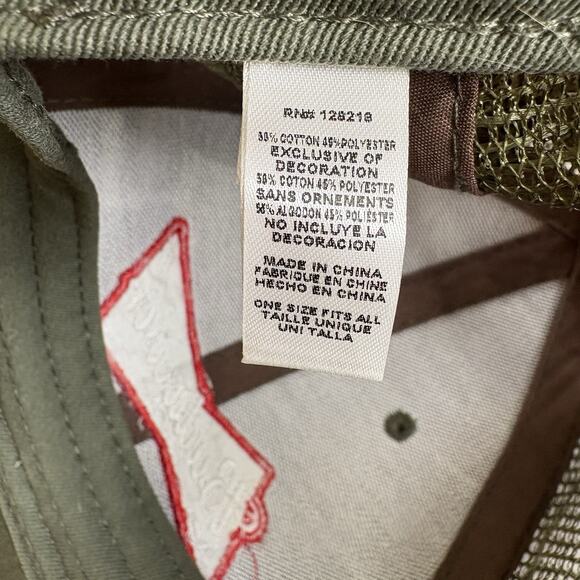 RN# 128218
55% COTTON 45% POLYESTER
EXCLUSIVE OF
DECORATION
55% COTON 45% POLYESTER
SANS ORNEMENTS
55% ALGODON 45% POLIÉSTER
NO INCLUYE LA
DECORACION
MADE IN CHINA
FABRIQUE EN CHINE
HECHO EN CHINA
ONE SIZE FITS ALL
TAILLE UNIQUE
UNI TALLA